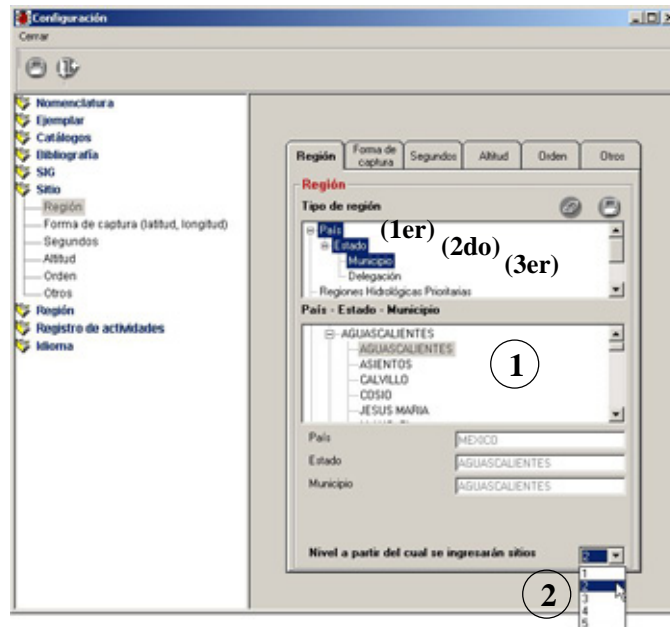 Configuración
Cerrar
Nomenclatura
Ejemplar
Catálogos
Bibliografía
SIG
Sitio
Región
Forma de captura (latitud, longitud)
Segundos
Altitud
Orden
Otros
Región
Registro de actividades
Idioma
Región Forma de captura Segundos Altitud Orden Otros
Región
Tipo de región
País (1er)
Estado (2do)
Municipio (3er)
Delegación
Regiones Hidrológicas Prioritarias
País - Estado - Municipio
AGUASCALIENTES
AGUASCALIENTES
ASIENTOS
CALVILLO
COSIO
JESUS MARIA
1
País MEXICO
Estado AGUASCALIENTES
Municipio AGUASCALIENTES
Nivel a partir del cual se ingresarán sitios 2
1
2
3
4
5
2